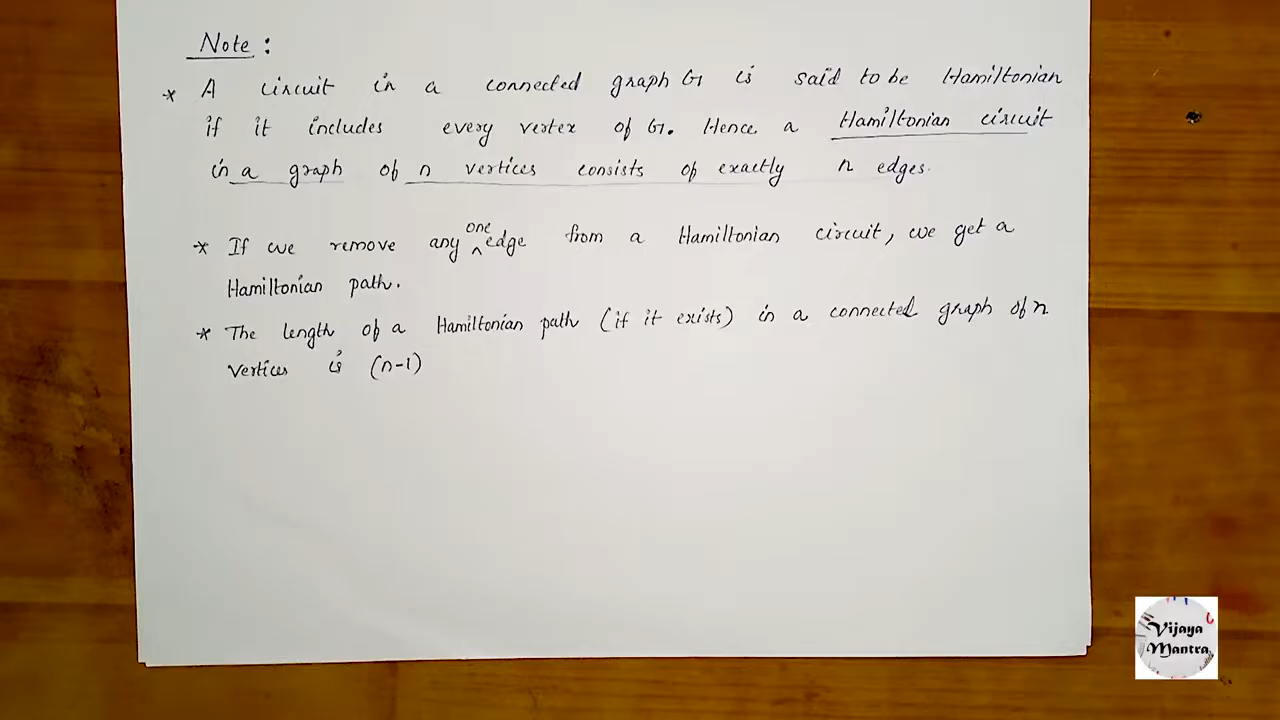 Note :
* A circuit in a connected graph G is said to be Hamiltonian
if it includes every vertex of G. Hence a Hamiltonian circuit
in a graph of n vertices consists of exactly n edges.
* If we remove any one edge from a Hamiltonian circuit, we get a
Hamiltonian path.
* The length of a Hamiltonian path (if it exists) in a connected graph of n
vertices is (n-1)
Vijaya
Mantra